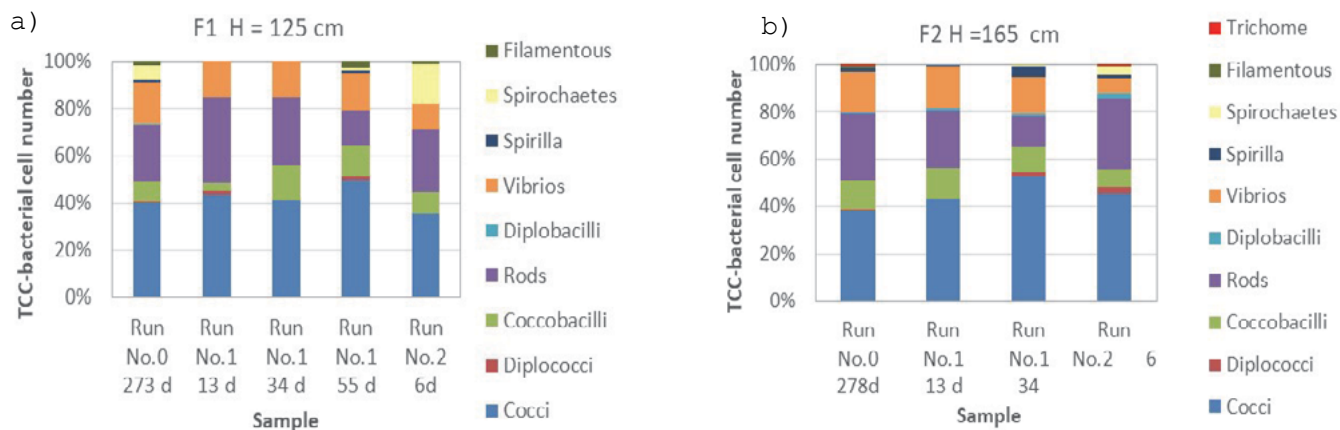 a)
F1 H = 125 cm
TCC-bacterial cell number
100%
80%
60%
40%
20%
0%
Run Run Run Run Run
No.0 No.1 No.1 No.1 No.2
273 d 13 d 34 d 55 d 6d
Sample
Filamentous
Spirochaetes
Spirilla
Vibrios
Diplobacilli
Rods
Coccobacilli
Diplococci
Cocci
b)
F2 H =165 cm
TCC-bacterial cell number
100%
80%
60%
40%
20%
0%
Run Run Run Run
No.0 No.1 No.1 No.2 6
278d 13 d 34
Sample
Trichome
Filamentous
Spirochaetes
Spirilla
Vibrios
Diplobacilli
Rods
Coccobacilli
Diplococci
Cocci